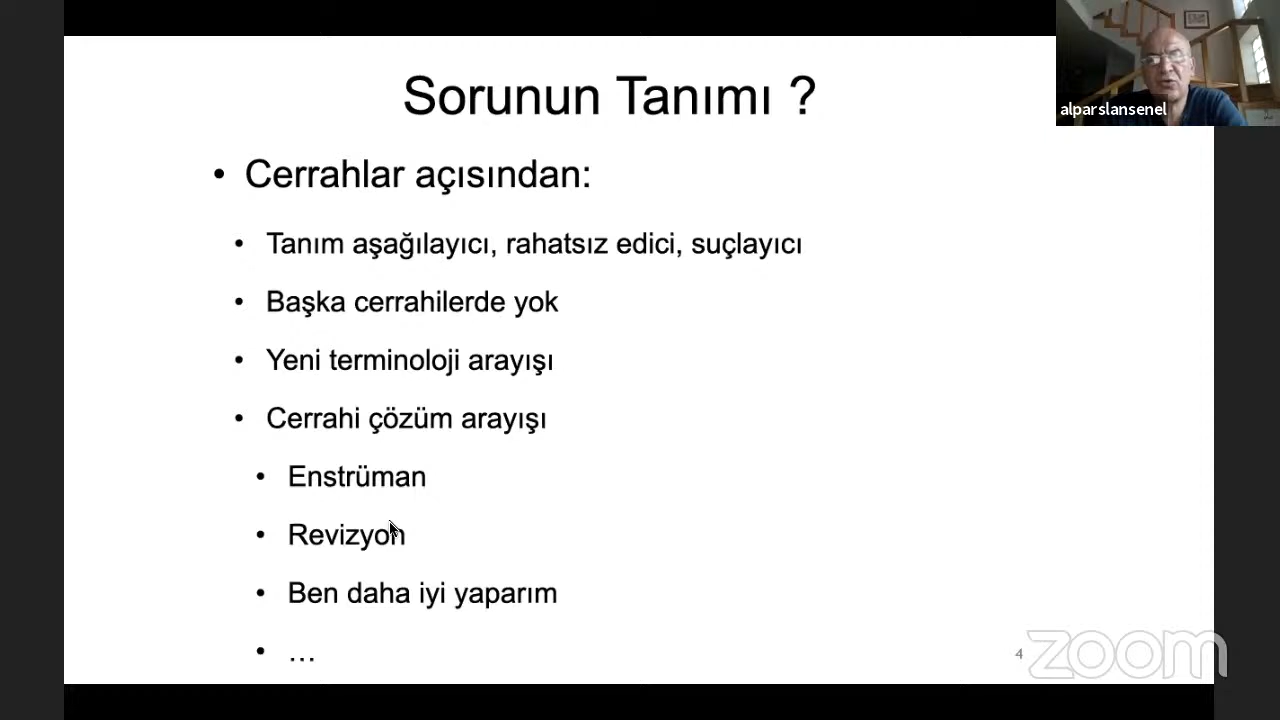 Sorunun Tanımı ?
alparslansenel
• Cerrahlar açısından:
• Tanım aşağılayıcı, rahatsız edici, suçlayıcı
• Başka cerrahilerde yok
• Yeni terminoloji arayışı
• Cerrahi çözüm arayışı
• Enstrüman
• Revizyon
• Ben daha iyi yaparım
• ...
4
zoom